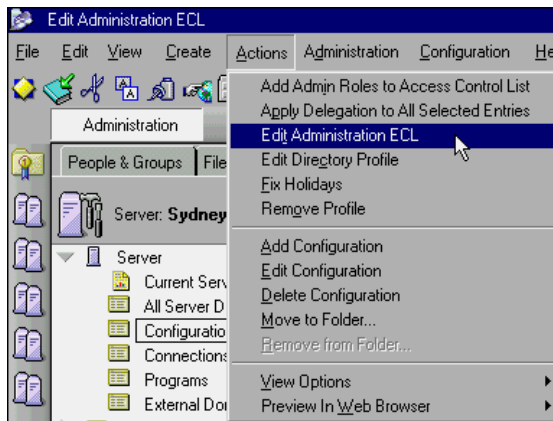 Edit Administration ECL
File Edit View Create Actions Administration Configuration
Administration
People & Groups
Server: Sydney
Server
Current Serv
All Server D
Configuratio
Connections
Programs
External Do
Add Admin Roles to Access Control List
Apply Delegation to All Selected Entries
Edit Administration ECL
Edit Directory Profile
Fix Holidays
Remove Profile
Add Configuration
Edit Configuration
Delete Configuration
Move to Folder...
Remove from Folder...
View Options
Preview In Web Browser